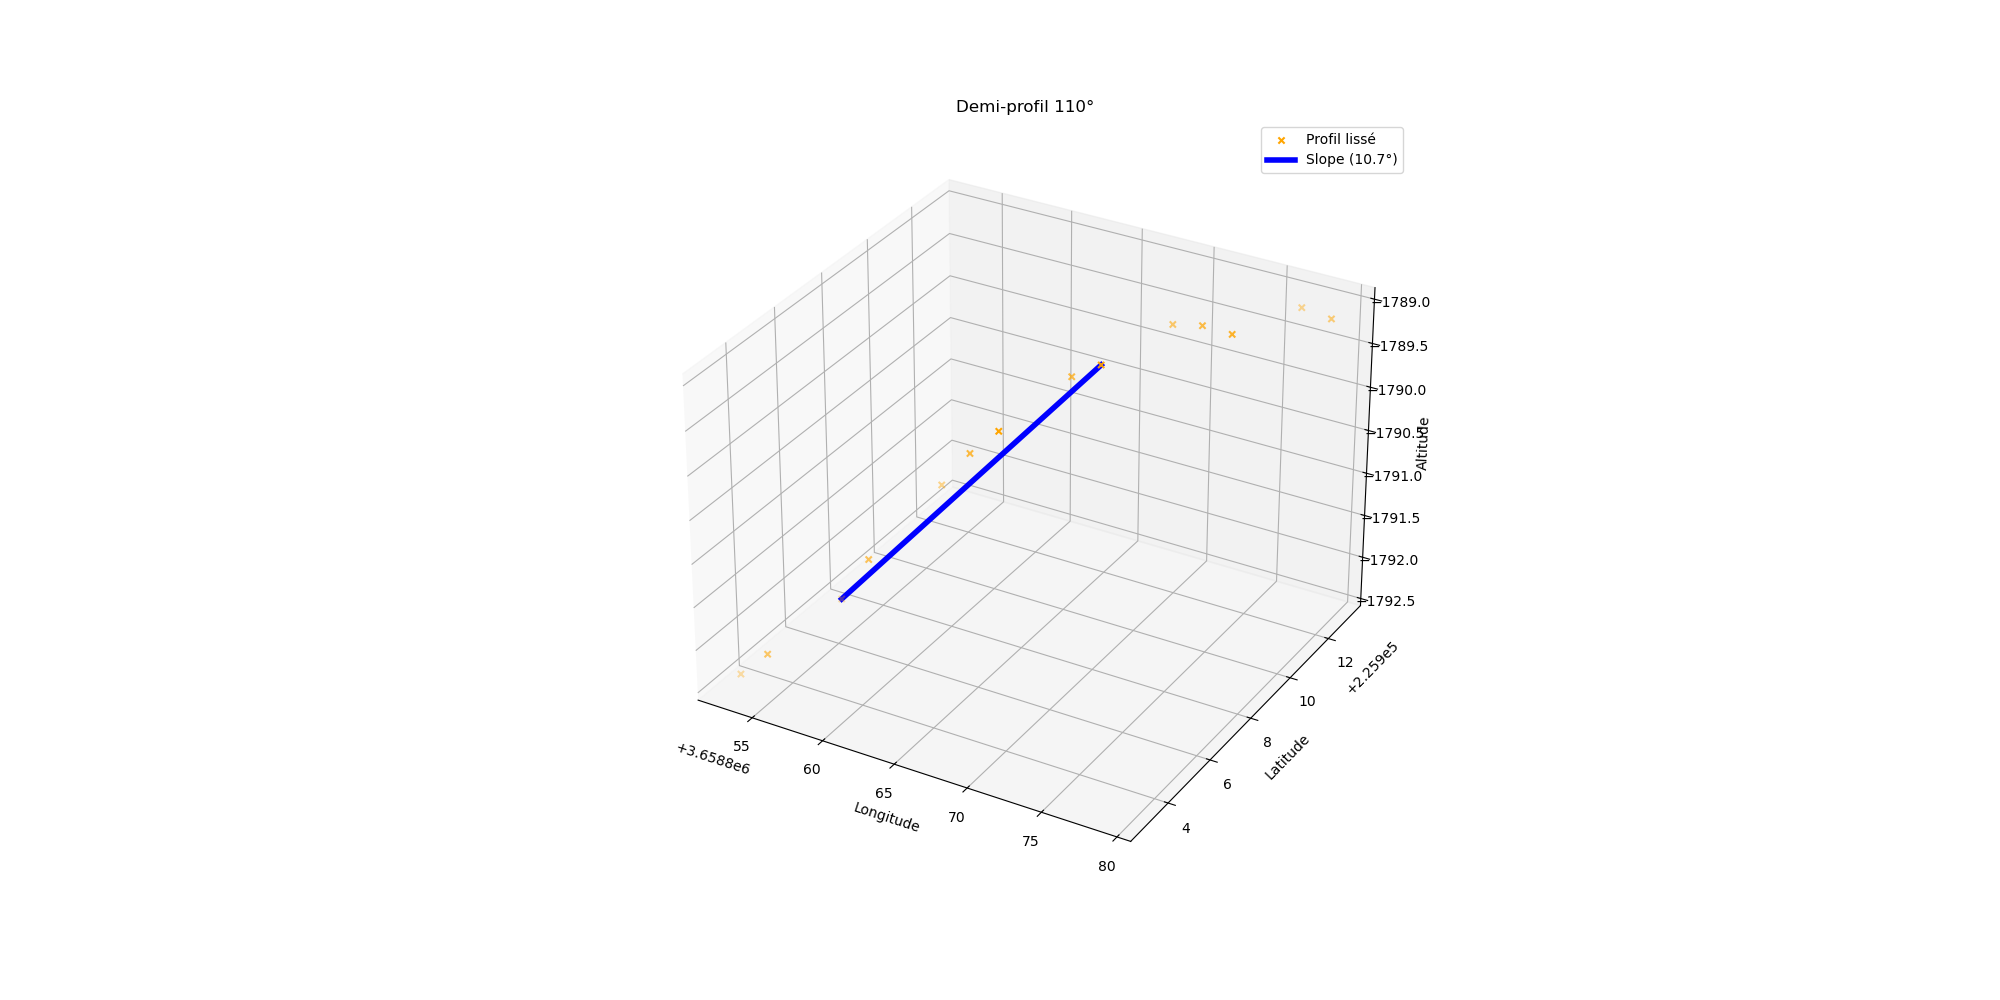 Demi-profil 110°
Profil lissé
Slope (10.7°)
−1789.0
−1789.5
−1790.0
−1790.5
−1791.0
−1791.5
−1792.0
−1792.5
Altitude
12
10
8
6
4
+2.259e5
Latitude
55
60
65
70
75
80
+3.6588e6
Longitude